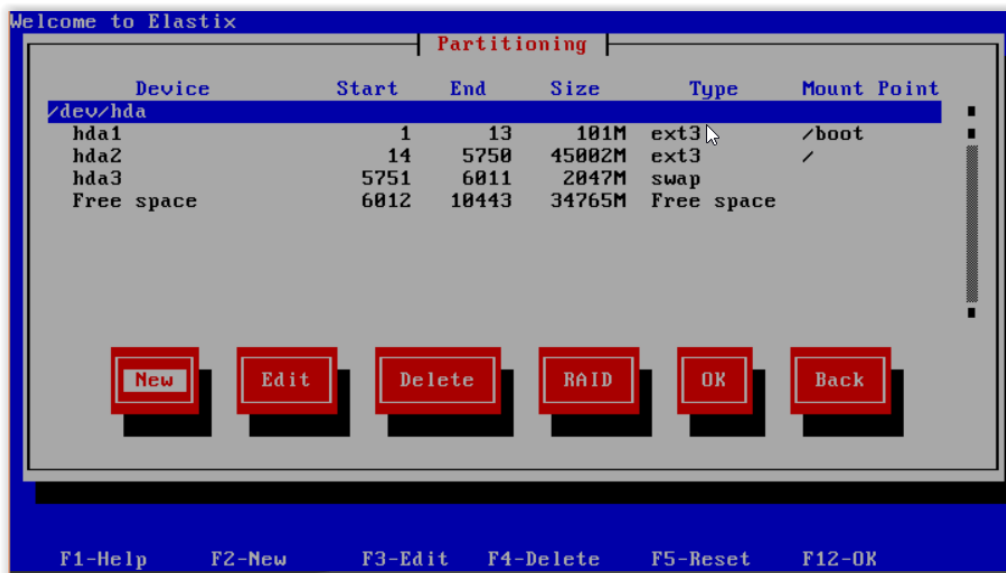 Welcome to Elastix
Partitioning
Device Start End Size Type Mount Point
/dev/hda
hda1 1 13 101M ext3 /boot
hda2 14 5750 45002M ext3 /
hda3 5751 6011 2047M swap
Free space 6012 10443 34765M Free space
New Edit Delete RAID OK Back
F1-Help F2-New F3-Edit F4-Delete F5-Reset F12-OK